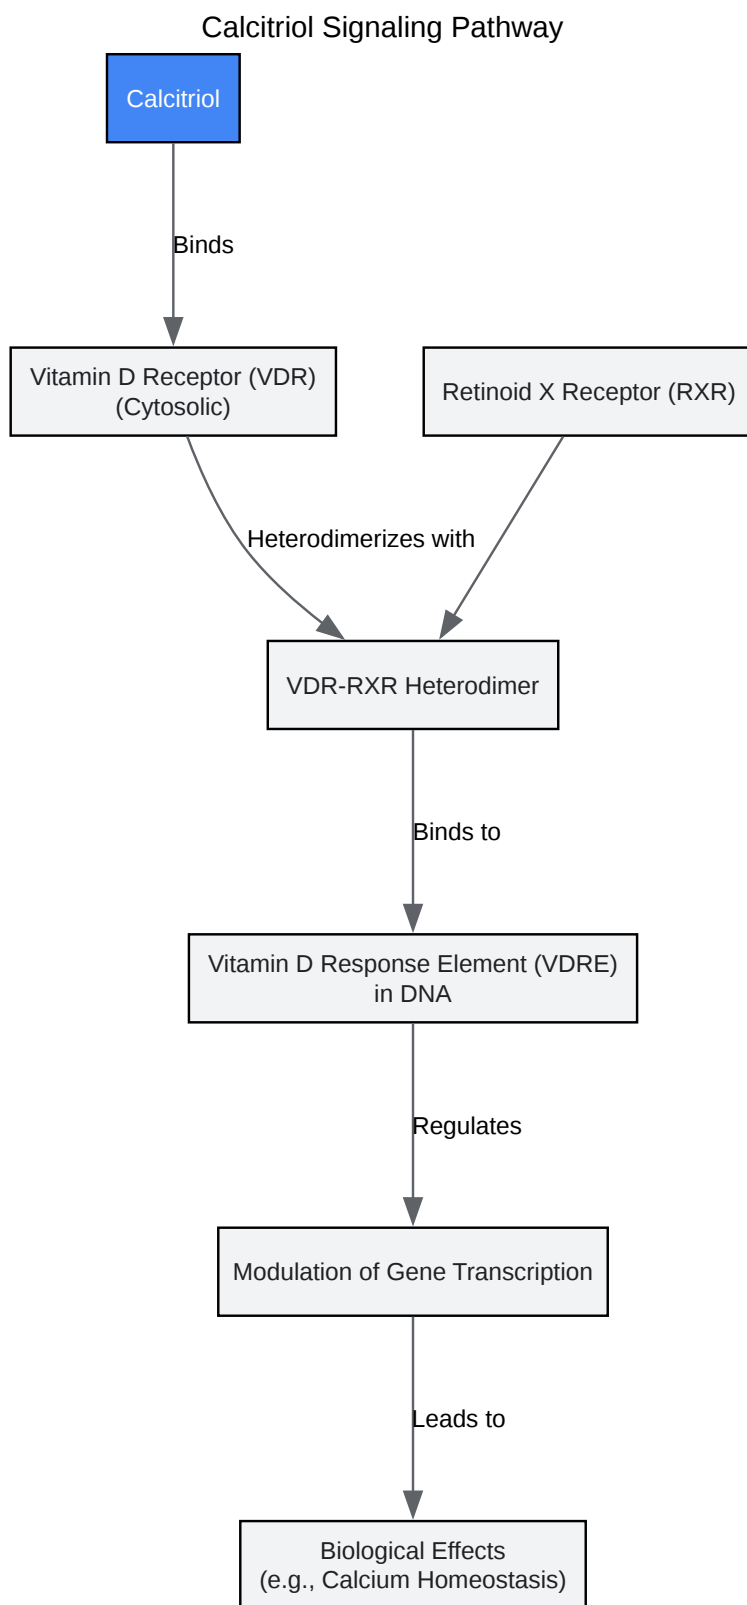 Calcitriol Signaling Pathway
Calcitriol
Binds
Vitamin D Receptor (VDR)
(Cytosolic)
Retinoid X Receptor (RXR)
Heterodimerizes with
VDR-RXR Heterodimer
Binds to
Vitamin D Response Element (VDRE)
in DNA
Regulates
Modulation of Gene Transcription
Leads to
Biological Effects
(e.g., Calcium Homeostasis)